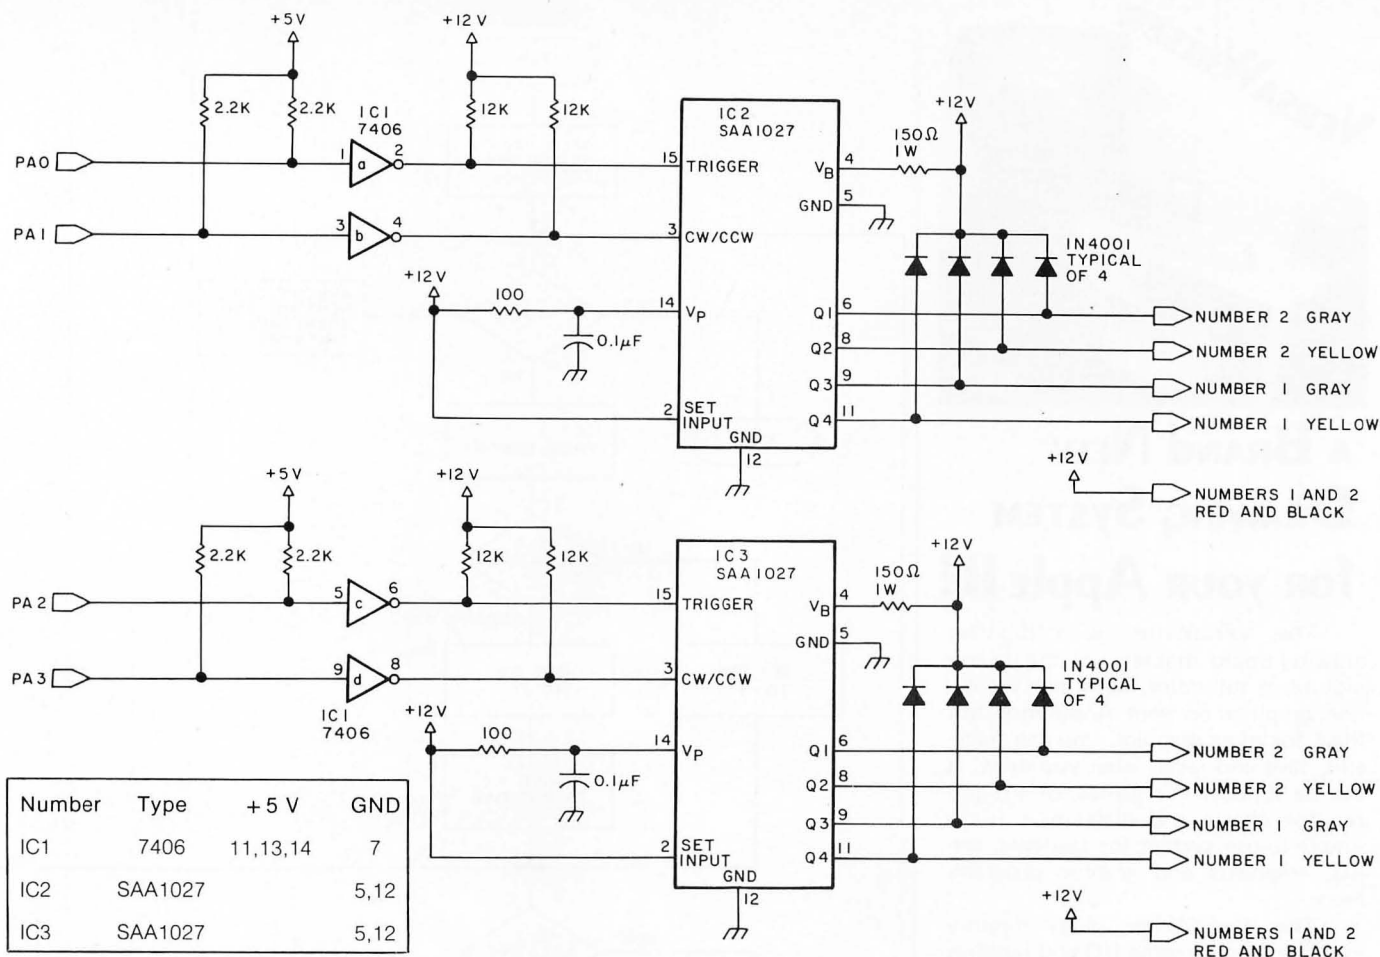 +5V
+12V
2.2K
2.2K
IC1
7406
12K
12K
PA0
1
a
2
PA1
3
b
4
IC2
SAA1027
15
TRIGGER
3
CW/CCW
14
VP
2
SET
INPUT
GND
12
VB
4
GND
5
Q1
6
Q2
8
Q3
9
Q4
11
+12V
100
0.1µF
150Ω
1W
+12V
IN4001
TYPICAL
OF 4
NUMBER 2 GRAY
NUMBER 2 YELLOW
NUMBER 1 GRAY
NUMBER 1 YELLOW
+12V
NUMBERS 1 AND 2
RED AND BLACK
+5V
+12V
2.2K
2.2K
12K
12K
PA2
5
c
6
PA3
9
d
8
IC1
7406
IC3
SAA1027
15
TRIGGER
3
CW/CCW
14
VP
2
SET
INPUT
GND
12
VB
4
GND
5
Q1
6
Q2
8
Q3
9
Q4
11
+12V
100
0.1µF
150Ω
1W
+12V
IN4001
TYPICAL
OF 4
NUMBER 2 GRAY
NUMBER 2 YELLOW
NUMBER 1 GRAY
NUMBER 1 YELLOW
+12V
NUMBERS 1 AND 2
RED AND BLACK
Number Type +5 V GND
IC1 7406 11,13,14 7
IC2 SAA1027 5,12
IC3 SAA1027 5,12